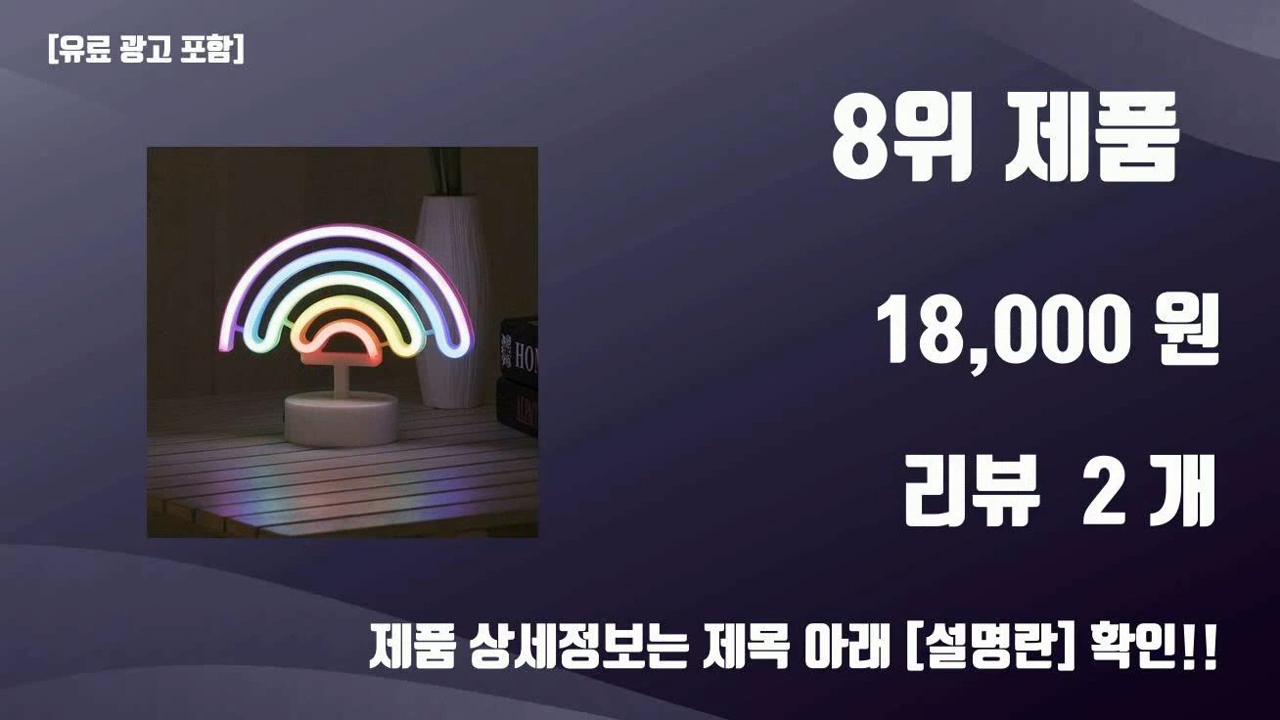 [유료 광고 포함]
8위 제품
18,000 원
리뷰 2 개
제품 상세정보는 제목 아래 [설명란] 확인!!